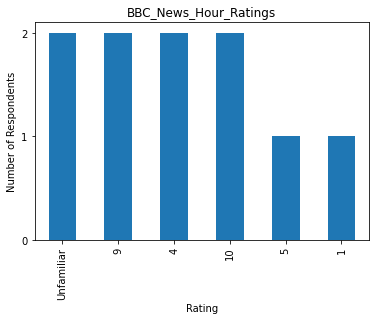 BBC_News_Hour_Ratings
Number of Respondents
2
1
0
Unfamiliar
9
4
10
5
1
Rating